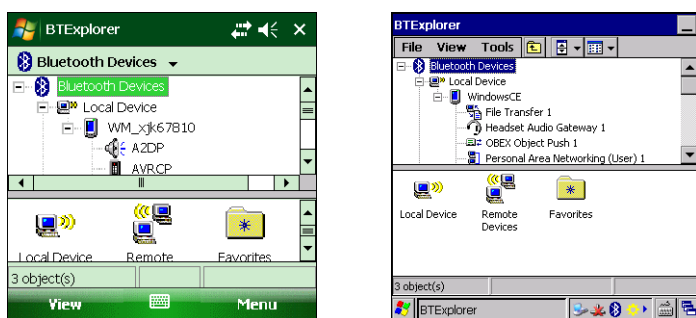 BTExplorer
Bluetooth Devices
Bluetooth Devices
Local Device
WM_xjk67810
A2DP
AVRCP
Local Device Remote Favorites
3 object(s)
View Menu
BTExplorer
File View Tools
Bluetooth Devices
Local Device
WindowsCE
File Transfer 1
Headset Audio Gateway 1
OBEX Object Push 1
Personal Area Networking (User) 1
Local Device Remote Favorites
Devices
3 object(s)
BTExplorer